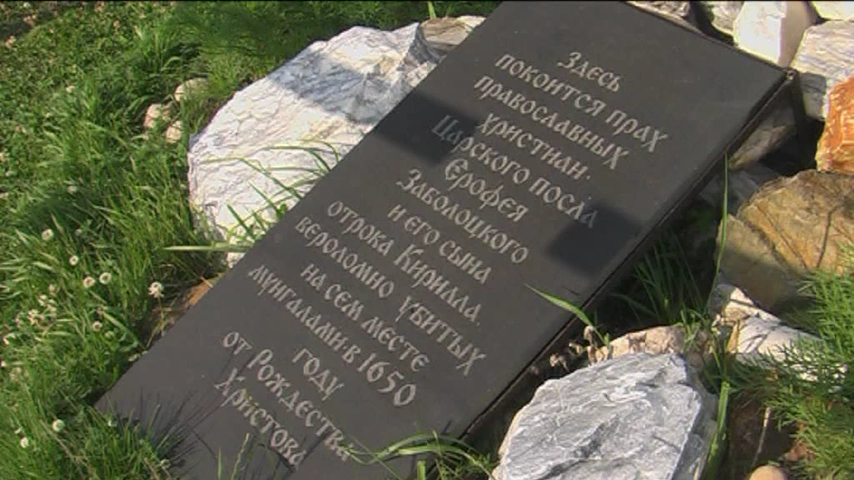 Здесь
покоится прах
православных
христиан.
Царского посла
Ерофея
Заболоцкого
и его сына
отрока Кирилла.
вероломно убитых
на сем месте
мунгалами в 1650
году
от Рождества
Христова